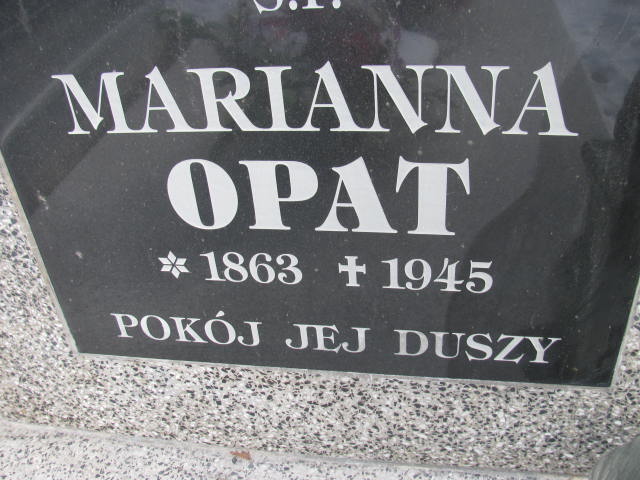 Ś.P.
MARIANNA
OPAT
* 1863 ✝ 1945
POKÓJ JEJ DUSZY